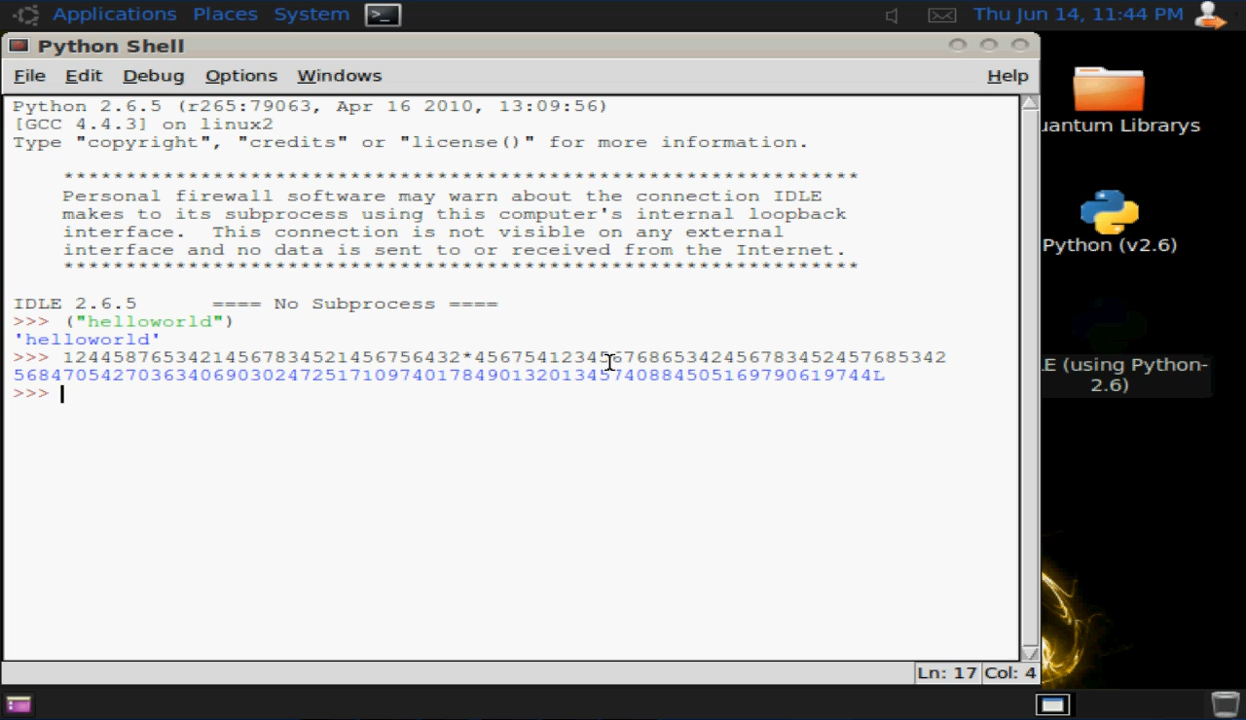 Applications Places System
Thu Jun 14, 11:44 PM
Python Shell
File Edit Debug Options Windows Help
Python 2.6.5 (r265:79063, Apr 16 2010, 13:09:56)
[GCC 4.4.3] on linux2
Type "copyright", "credits" or "license()" for more information.
****************************************************************
Personal firewall software may warn about the connection IDLE
makes to its subprocess using this computer's internal loopback
interface.  This connection is not visible on any external
interface and no data is sent to or received from the Internet.
****************************************************************
IDLE 2.6.5      ==== No Subprocess ====
>>> ("helloworld")
'helloworld'
>>> 12445876534214567834521456756432*45675412345676865342456783452457685342
5684705427036340690302472517109740178490132013457408845051697906197​44L
>>>
Ln: 17 Col: 4
uantum Librarys
Python (v2.6)
E (using Python-
2.6)